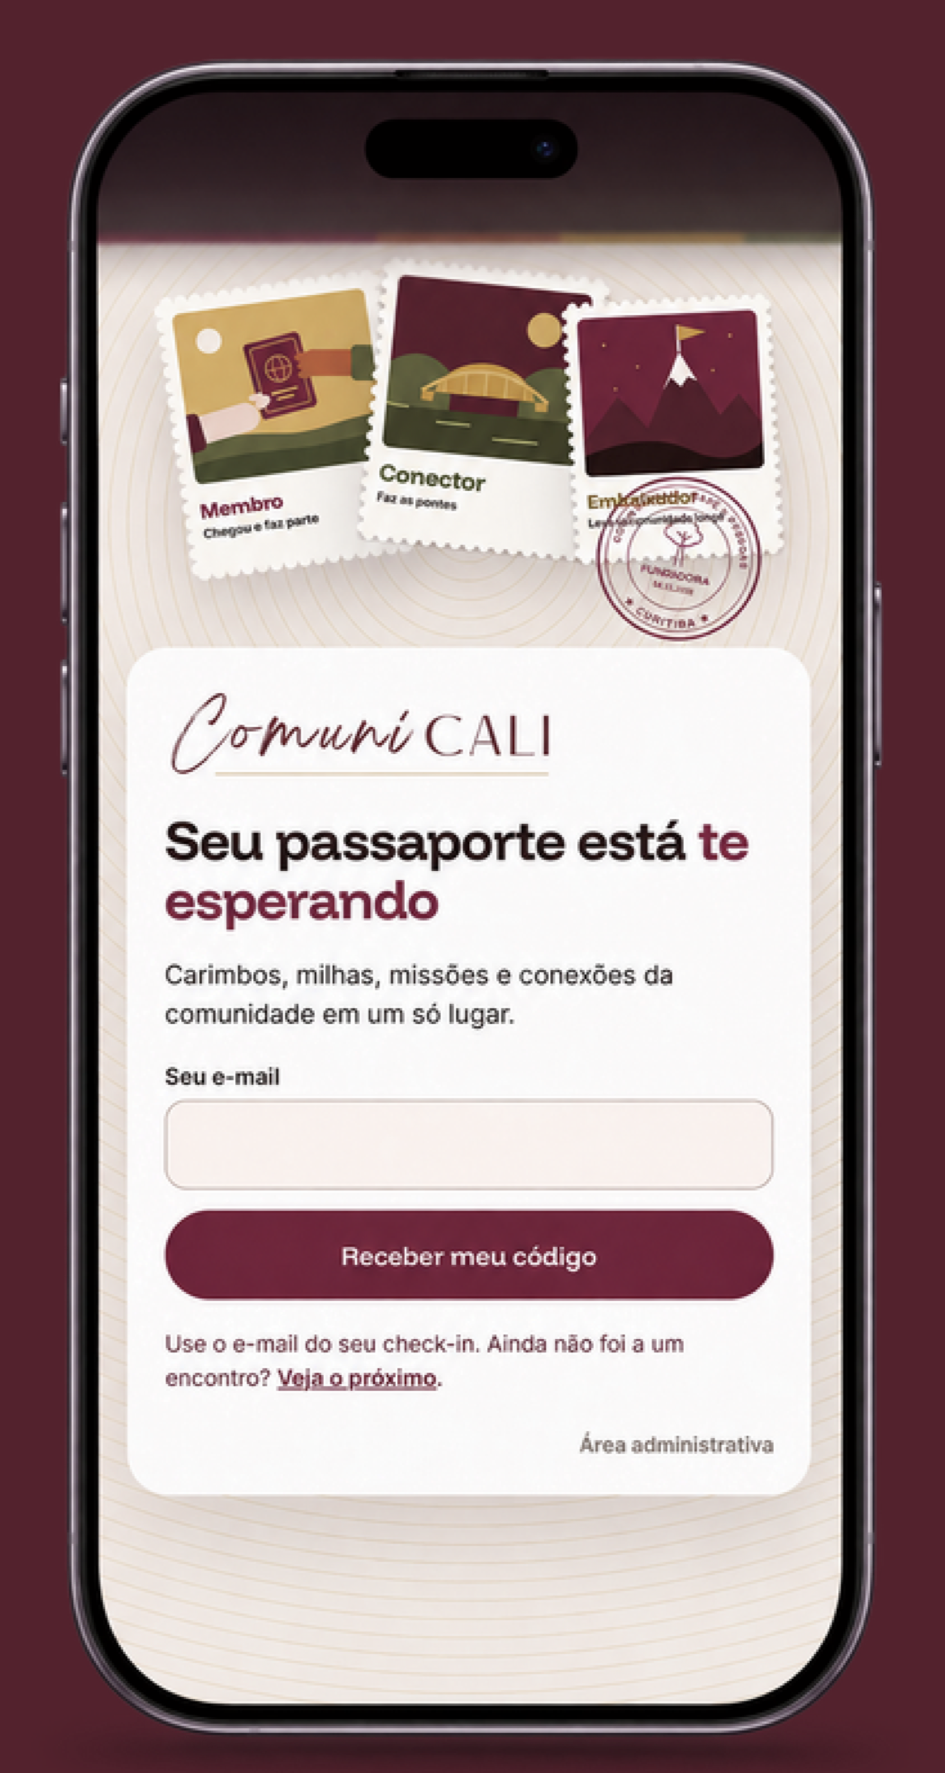 Membro
Chegou e faz parte
Conector
Faz as pontes
Embaixador
FUNDADORA
CURITIBA
Comuni CALI
Seu passaporte está te
esperando
Carimbos, milhas, missões e conexões da
comunidade em um só lugar.
Seu e-mail
Receber meu código
Use o e-mail do seu check-in. Ainda não foi a um
encontro? Veja o próximo.
Área administrativa